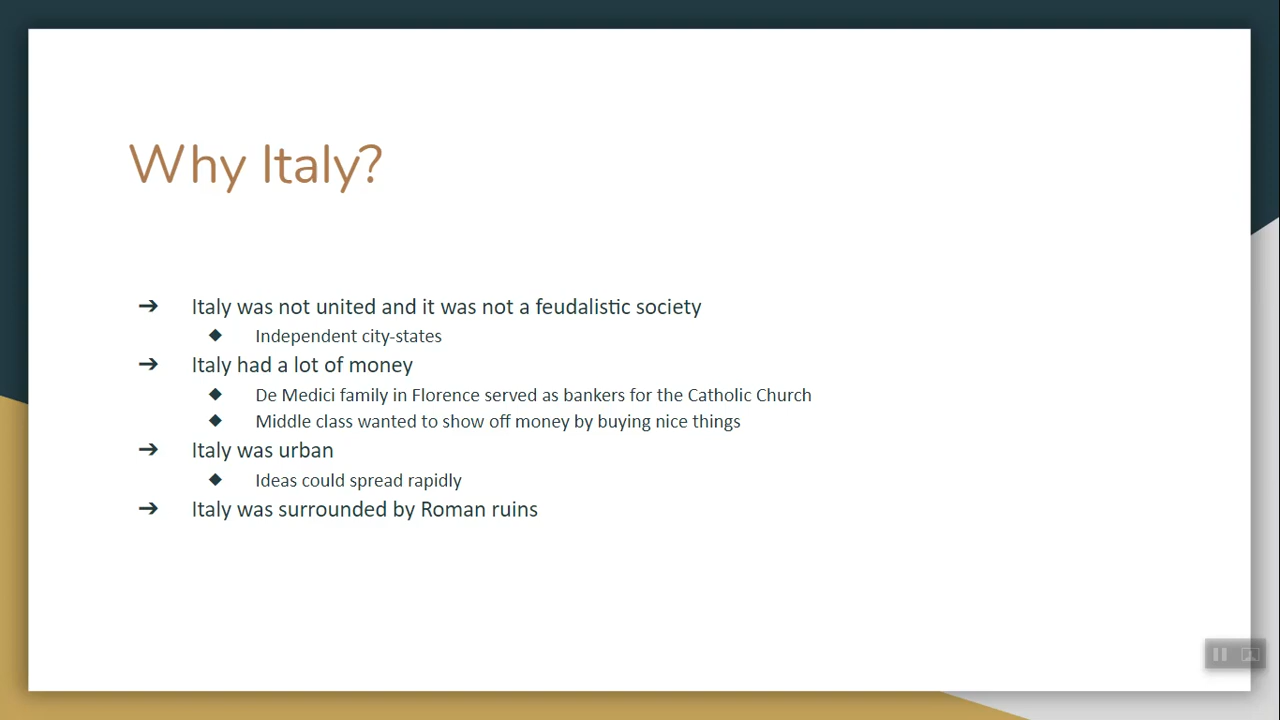 Why Italy?
➔ Italy was not united and it was not a feudalistic society
◆ Independent city-states
➔ Italy had a lot of money
◆ De Medici family in Florence served as bankers for the Catholic Church
◆ Middle class wanted to show off money by buying nice things
➔ Italy was urban
◆ Ideas could spread rapidly
➔ Italy was surrounded by Roman ruins